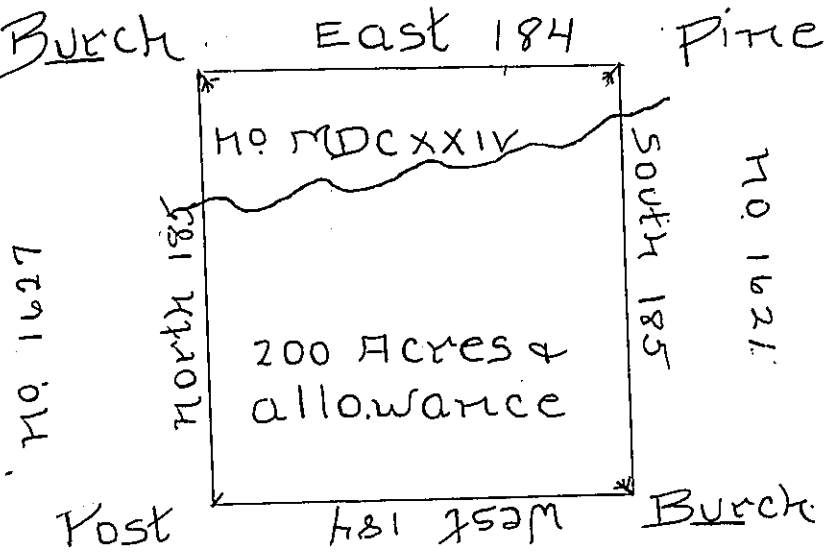 Burch East 184 Pine
No MDCXXIV
North 185
South 185
No. 1627
No. 1621
200 Acres &
allowance
Post West 184 Burch